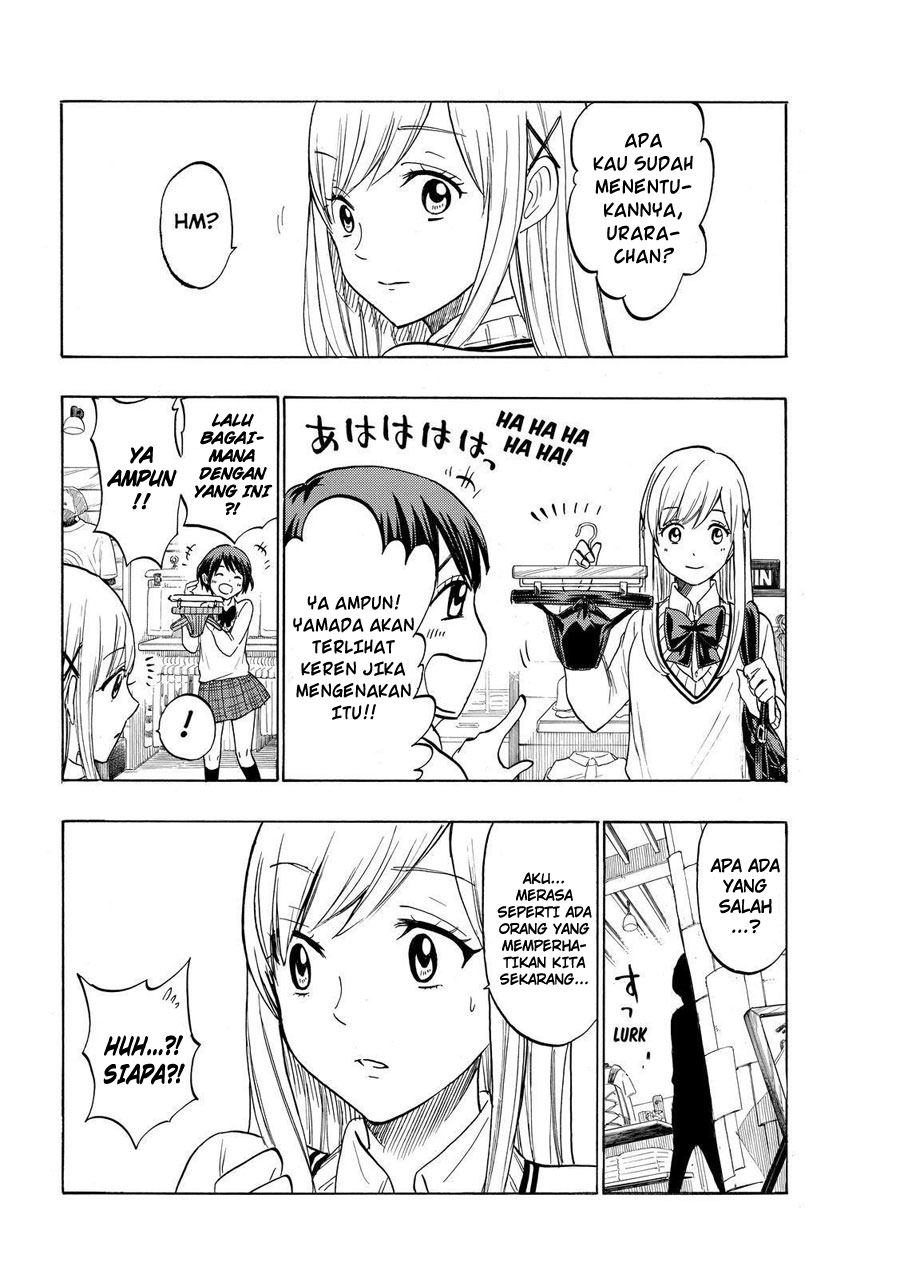 APA
KAU SUDAH
MENENTU-
KANNYA,
URARA-
CHAN?
HM?
HA HA HA
HA HA!
あははははっ
YA AMPUN!
YAMADA AKAN
TERLIHAT
KEREN JIKA
MENGENAKAN
ITU!!
IN
LALU
BAGAI-
MANA
DENGAN
YANG INI
?!
YA
AMPUN
!!
!
APA ADA
YANG
SALAH
...?
すっ
LURK
AKU...
MERASA
SEPERTI ADA
ORANG YANG
MEMPERHA-
TIKAN KITA
SEKARANG...
HUH...?!
SIAPA?!